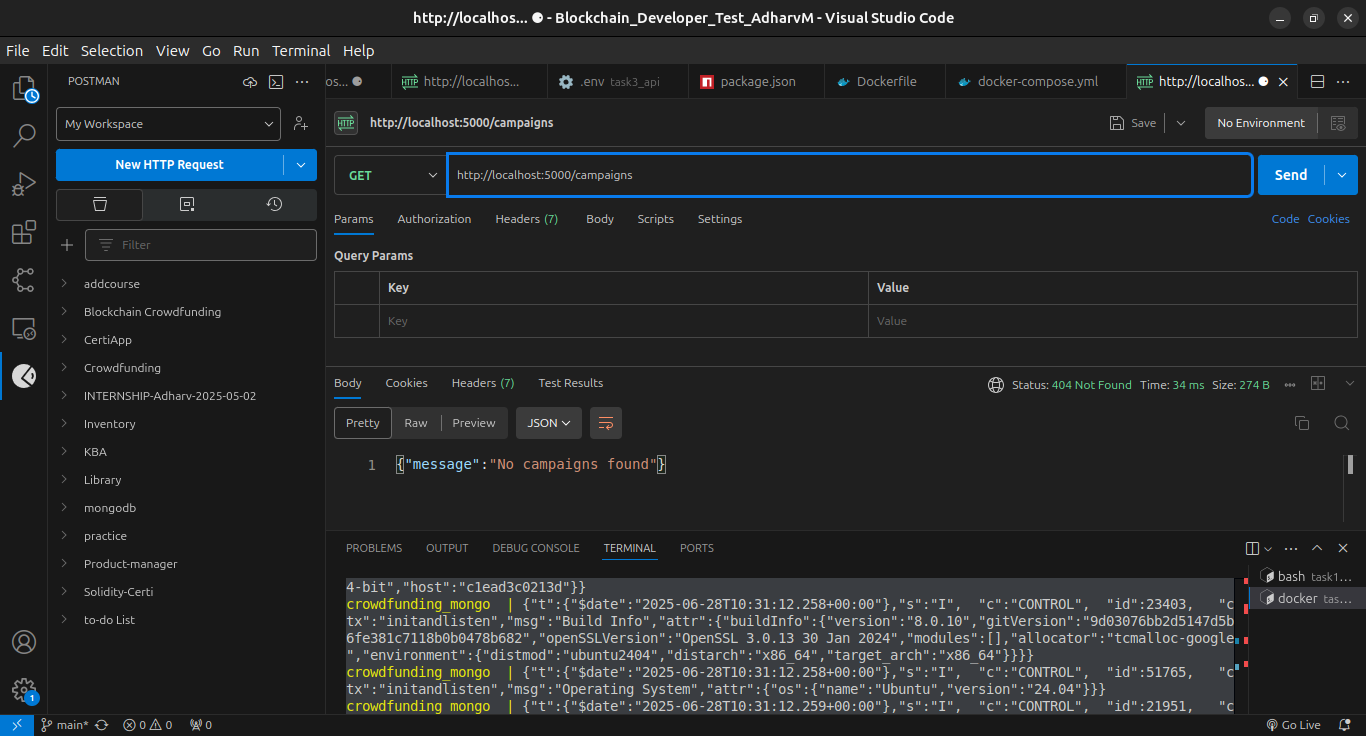 http://localhos... ● - Blockchain_Developer_Test_AdharvM - Visual Studio Code
File Edit Selection View Go Run Terminal Help
POSTMAN
os... http://localhos... .env task3_api package.json Dockerfile docker-compose.yml http://localhos...
My Workspace
HTTP http://localhost:5000/campaigns Save No Environment
New HTTP Request
GET http://localhost:5000/campaigns Send
Params Authorization Headers (7) Body Scripts Settings Code Cookies
Filter
Query Params
Key Value
Key Value
addcourse
Blockchain Crowdfunding
CertiApp
Crowdfunding
INTERNSHIP-Adharv-2025-05-02
Inventory
KBA
Library
mongodb
practice
Product-manager
Solidity-Certi
to-do List
Body Cookies Headers (7) Test Results Status: 404 Not Found Time: 34 ms Size: 274 B
Pretty Raw Preview JSON
1 {"message":"No campaigns found"}
PROBLEMS OUTPUT DEBUG CONSOLE TERMINAL PORTS
bash task1...
docker tas...
4-bit","host":"c1ead3c0213d"}}
crowdfunding_mongo | {"t":{"$date":"2025-06-28T10:31:12.258+00:00"},"s":"I", "c":"CONTROL", "id":23403, "c
tx":"initandlisten","msg":"Build Info","attr":{"buildInfo":{"version":"8.0.10","gitVersion":"9d03076bb2d5147d5b
6fe381c7118b0b0478b682","openSSLVersion":"OpenSSL 3.0.13 30 Jan 2024","modules":[],"allocator":"tcmalloc-google
","environment":{"distmod":"ubuntu2404","distarch":"x86_64","target_arch":"x86_64"}}}}
crowdfunding_mongo | {"t":{"$date":"2025-06-28T10:31:12.258+00:00"},"s":"I", "c":"CONTROL", "id":51765, "c
tx":"initandlisten","msg":"Operating System","attr":{"os":{"name":"Ubuntu","version":"24.04"}}}
crowdfunding_mongo | {"t":{"$date":"2025-06-28T10:31:12.259+00:00"},"s":"I", "c":"CONTROL", "id":21951, "c
1
main* 0 0 0 Go Live